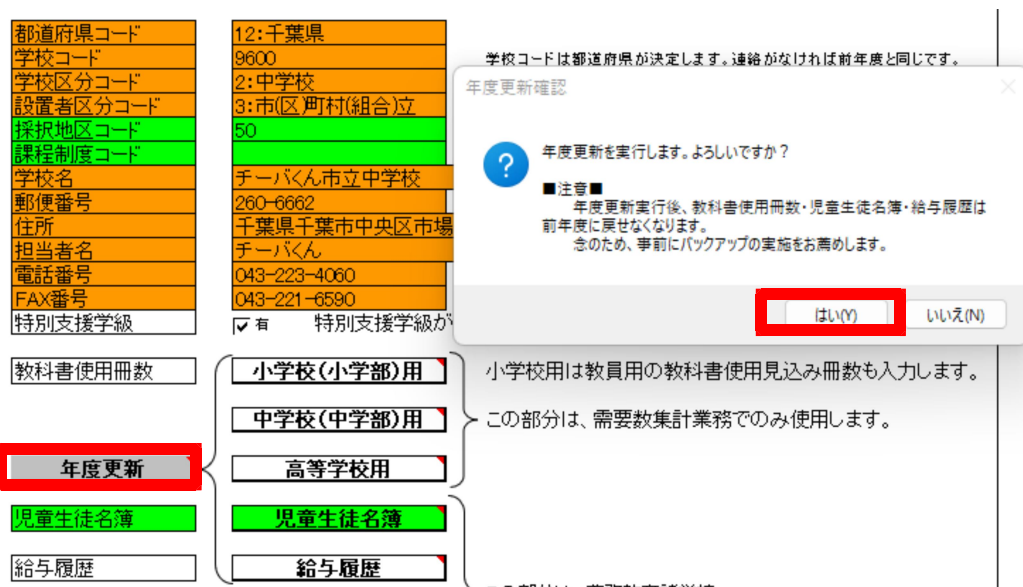 都道府県コード 12:千葉県
学校コード 9600 学校コードは都道府県が決定します。連絡がなければ前年度と同じです。
学校区分コード 2:中学校
設置者区分コード 3:市(区)町村(組合)立
採択地区コード 50
課程制度コード
学校名 チーバくん市立中学校
郵便番号 260-6662
住所 千葉県千葉市中央区市場
担当者名 チーバくん
電話番号 043-223-4060
FAX番号 043-221-6590
特別支援学級 有 特別支援学級が
年度更新確認
年度更新を実行します。よろしいですか？
■注意■
年度更新実行後、教科書使用冊数・児童生徒名簿・給与履歴は
前年度に戻せなくなります。
念のため、事前にバックアップの実施をお薦めします。
はい(Y) いいえ(N)
教科書使用冊数 小学校(小学部)用 小学校用は教員用の教科書使用見込み冊数も入力します。
中学校(中学部)用 この部分は、需要数集計業務でのみ使用します。
年度更新 高等学校用
児童生徒名簿 児童生徒名簿
給与履歴 給与履歴